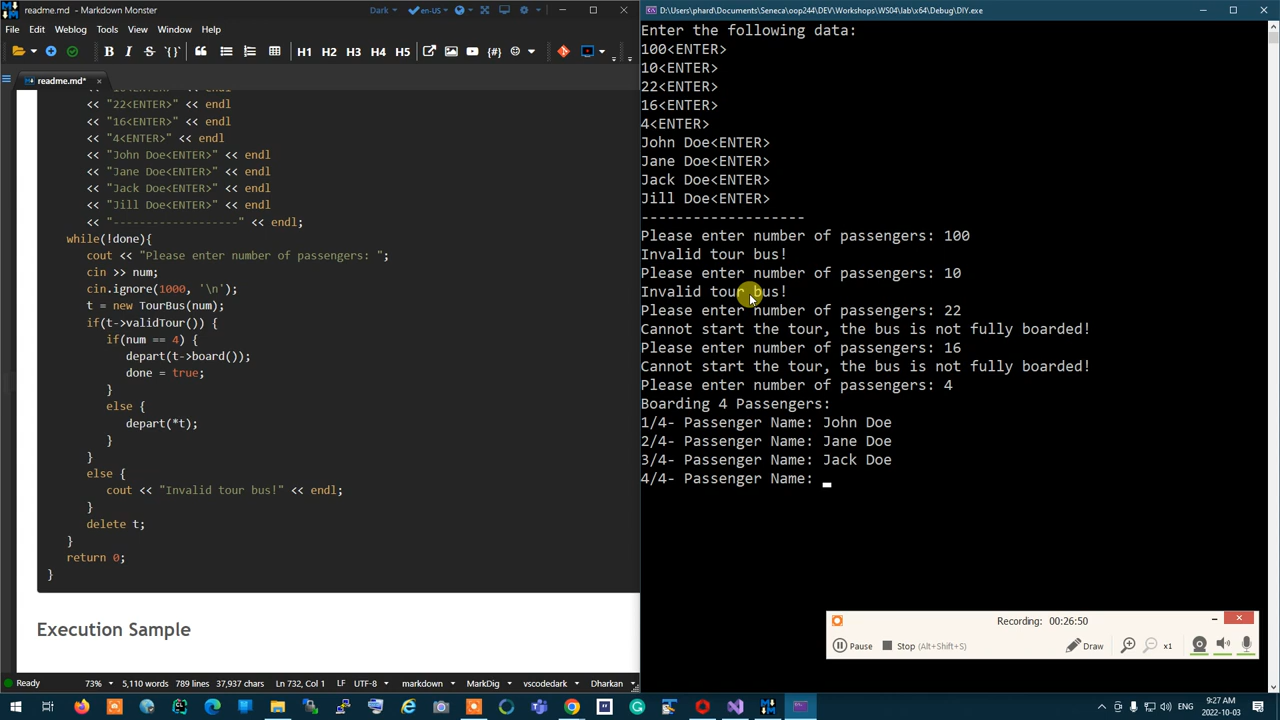 readme.md - Markdown Monster
Dark
en-US
File Edit Weblog Tools View Window Help
H1 H2 H3 H4 H5
readme.md*
<< "22<ENTER>" << endl
<< "16<ENTER>" << endl
<< "4<ENTER>" << endl
<< "John Doe<ENTER>" << endl
<< "Jane Doe<ENTER>" << endl
<< "Jack Doe<ENTER>" << endl
<< "Jill Doe<ENTER>" << endl
<< "-------------------" << endl;
while(!done){
cout << "Please enter number of passengers: ";
cin >> num;
cin.ignore(1000, '\n');
t = new TourBus(num);
if(t->validTour()) {
if(num == 4) {
depart(t->board());
done = true;
}
else {
depart(*t);
}
}
else {
cout << "Invalid tour bus!" << endl;
}
delete t;
}
return 0;
}
Execution Sample
Ready 73% 5,110 words 789 lines 37,937 chars Ln 732, Col 1 LF UTF-8 markdown MarkDig vscodedark Dharkan
D:\Users\phard\Documents\Seneca\oop244\DEV\Workshops\WS04\lab\x64\Debug\DIY.exe
Enter the following data:
100<ENTER>
10<ENTER>
22<ENTER>
16<ENTER>
4<ENTER>
John Doe<ENTER>
Jane Doe<ENTER>
Jack Doe<ENTER>
Jill Doe<ENTER>
-------------------
Please enter number of passengers: 100
Invalid tour bus!
Please enter number of passengers: 10
Invalid tour bus!
Please enter number of passengers: 22
Cannot start the tour, the bus is not fully boarded!
Please enter number of passengers: 16
Cannot start the tour, the bus is not fully boarded!
Please enter number of passengers: 4
Boarding 4 Passengers:
1/4- Passenger Name: John Doe
2/4- Passenger Name: Jane Doe
3/4- Passenger Name: Jack Doe
4/4- Passenger Name:
Recording: 00:26:50
Pause Stop (Alt+Shift+S) Draw x1
ENG
9:27 AM
2022-10-03